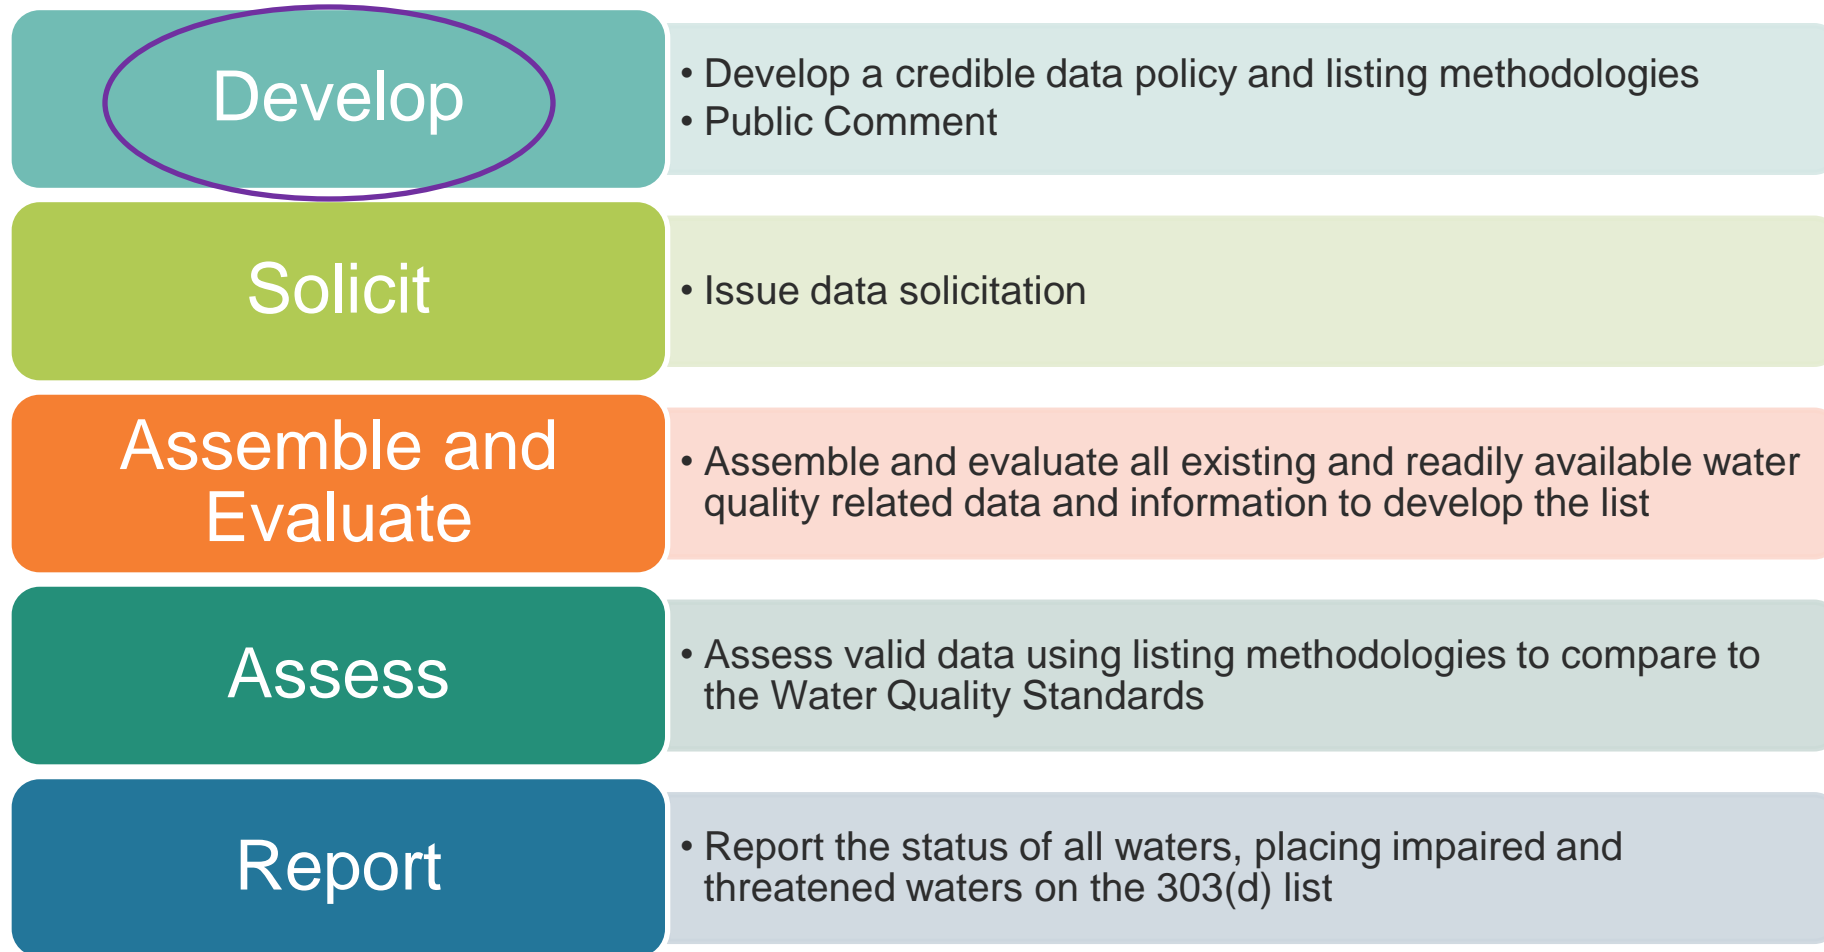 Develop
• Develop a credible data policy and listing methodologies
• Public Comment
Solicit
• Issue data solicitation
Assemble and
Evaluate
• Assemble and evaluate all existing and readily available water
quality related data and information to develop the list
Assess
• Assess valid data using listing methodologies to compare to
the Water Quality Standards
Report
• Report the status of all waters, placing impaired and
threatened waters on the 303(d) list